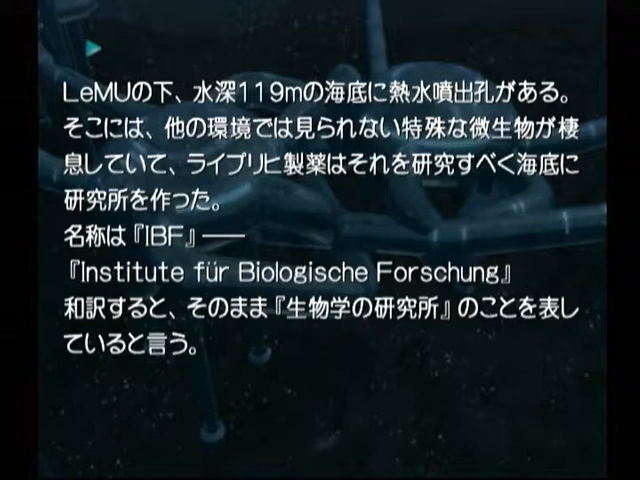 LeMUの下、水深119mの海底に熱水噴出孔がある。
そこには、他の環境では見られない特殊な微生物が棲
息していて、ライプリヒ製薬はそれを研究すべく海底に
研究所を作った。
名称は『IBF』──
『Institute für Biologische Forschung』
和訳すると、そのまま『生物学の研究所』のことを表し
ていると言う。